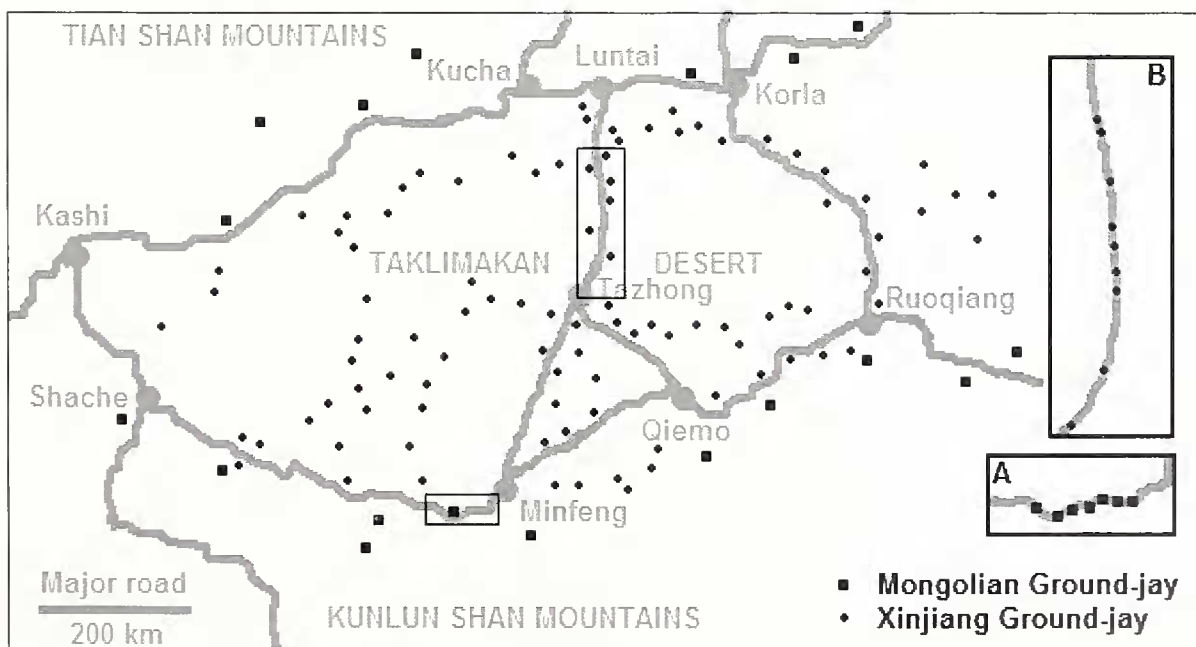 TIAN SHAN MOUNTAINS
Luntai
Kucha
Korla
B
Kashi
TAKLIMAKAN DESERT
Tazhong
Ruoqiang
Shache
Qiemo
A
Minfeng
Major road
200 km
KUNLUN SHAN MOUNTAINS
Mongolian Ground-jay
Xinjiang Ground-jay